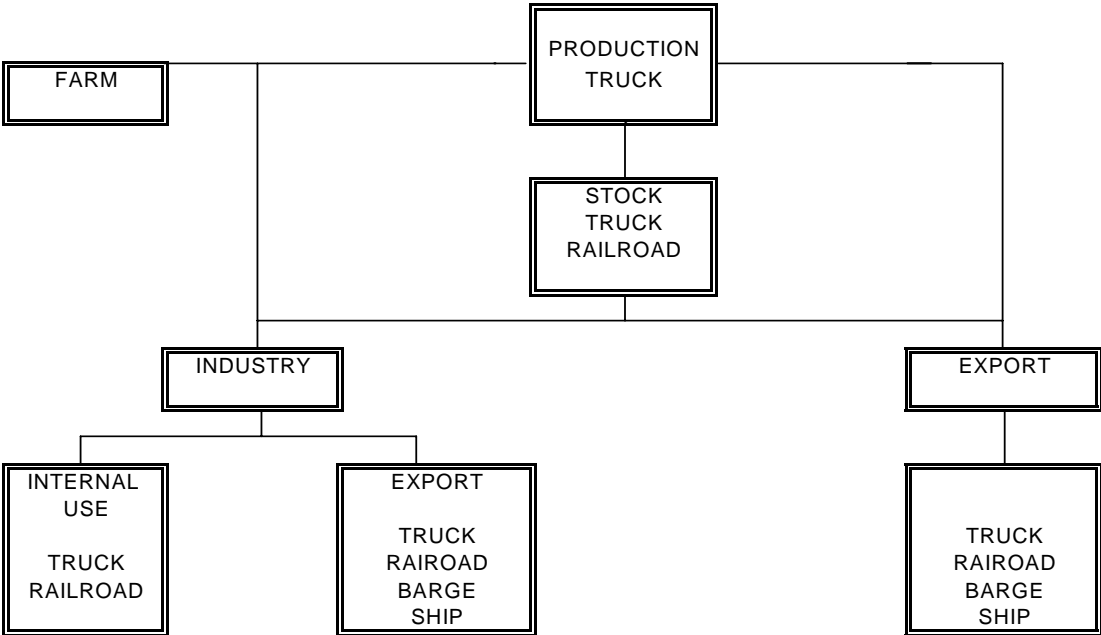 PRODUCTION
TRUCK
FARM
STOCK
TRUCK
RAILROAD
INDUSTRY
EXPORT
INTERNAL
USE
TRUCK
RAILROAD
EXPORT
TRUCK
RAIROAD
BARGE
SHIP
TRUCK
RAIROAD
BARGE
SHIP